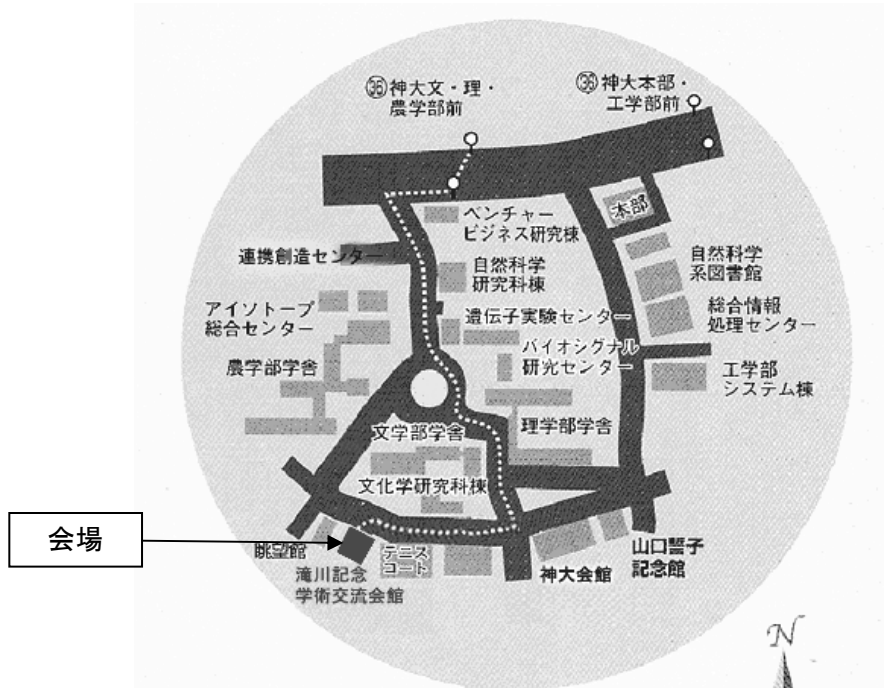 ㊱神大文・理・
農学部前
㊱神大本部・
工学部前
本部
ベンチャー
ビジネス研究棟
連携創造センター
自然科学
研究科棟
自然科学
系図書館
アイソトープ
総合センター
遺伝子実験センター
総合情報
処理センター
バイオシグナル
研究センター
農学部学舎
工学部
システム棟
文学部学舎
理学部学舎
文化学研究科棟
会場
眺望館
テニス
コート
滝川記念
学術交流会館
神大会館
山口誓子
記念館
N